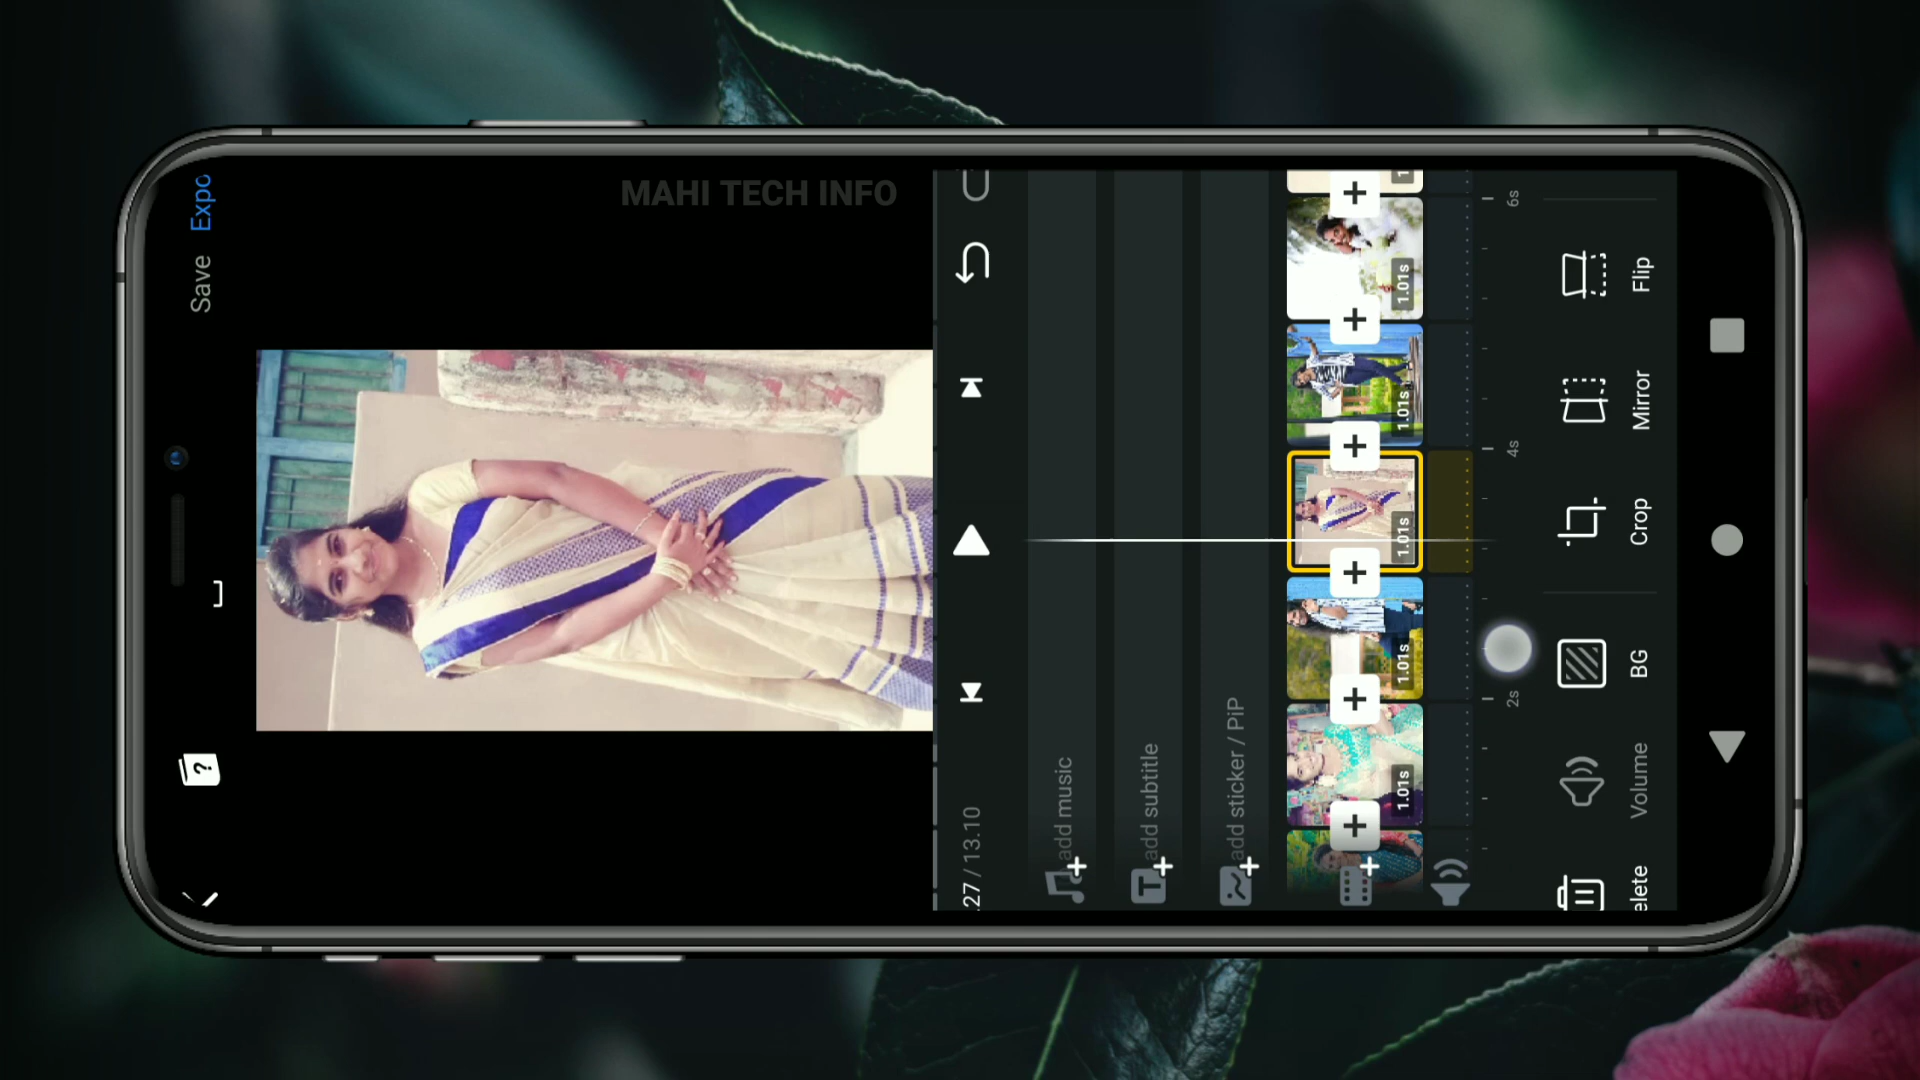 MAHI TECH INFO
Save
Expo
.27 / 13.10
add music
T
add subtitle
add sticker / PiP
1.01s
1.01s
1.01s
1.01s
1.01s
2s
4s
6s
elete
Volume
BG
Crop
Mirror
Flip